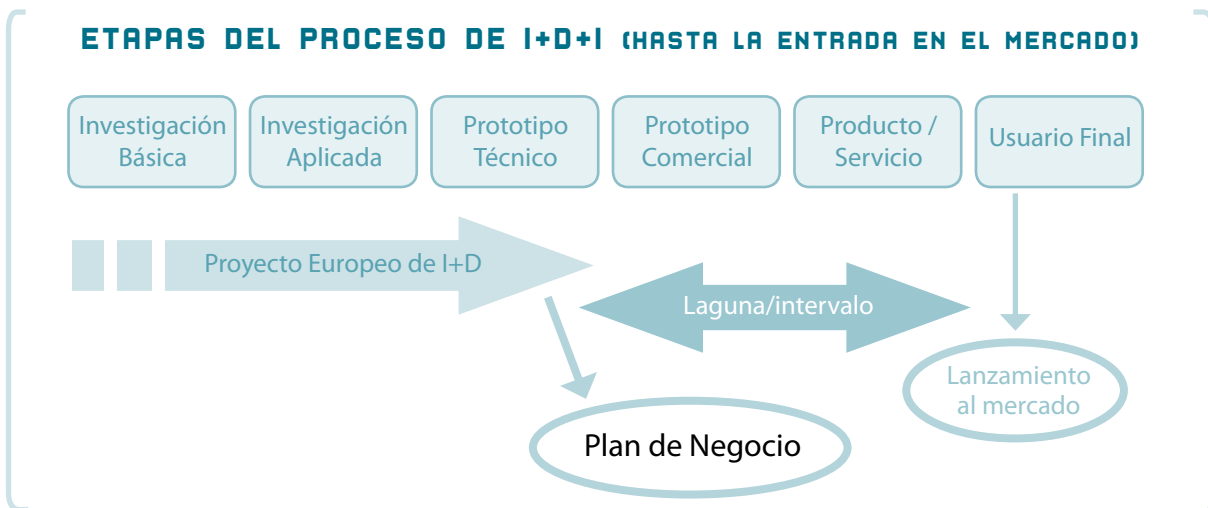 ETAPAS DEL PROCESO DE I+D+I (HASTA LA ENTRADA EN EL MERCADO)
Investigación
Básica
Investigación
Aplicada
Prototipo
Técnico
Prototipo
Comercial
Producto /
Servicio
Usuario Final
Proyecto Europeo de I+D
Laguna/intervalo
Lanzamiento
al mercado
Plan de Negocio